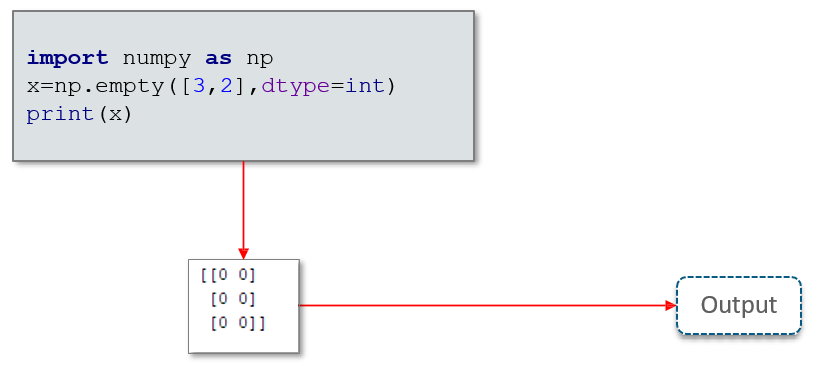 import numpy as np
x=np.empty([3,2],dtype=int)
print(x)
[[0 0]
[0 0]
[0 0]]
Output